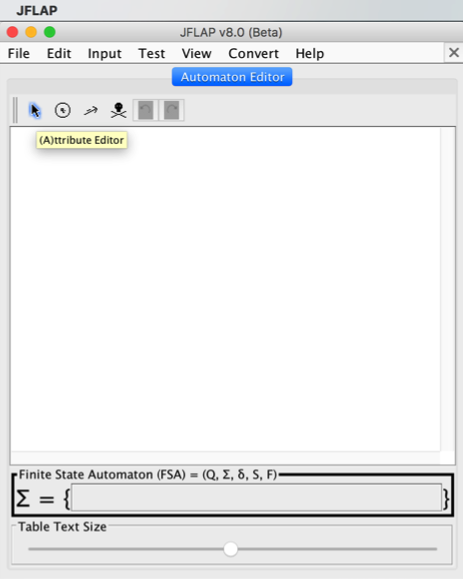 JFLAP
JFLAP v8.0 (Beta)
File Edit Input Test View Convert Help
Automaton Editor
(A)ttribute Editor
Finite State Automaton (FSA) = (Q, Σ, δ, S, F)
Σ = { }
Table Text Size